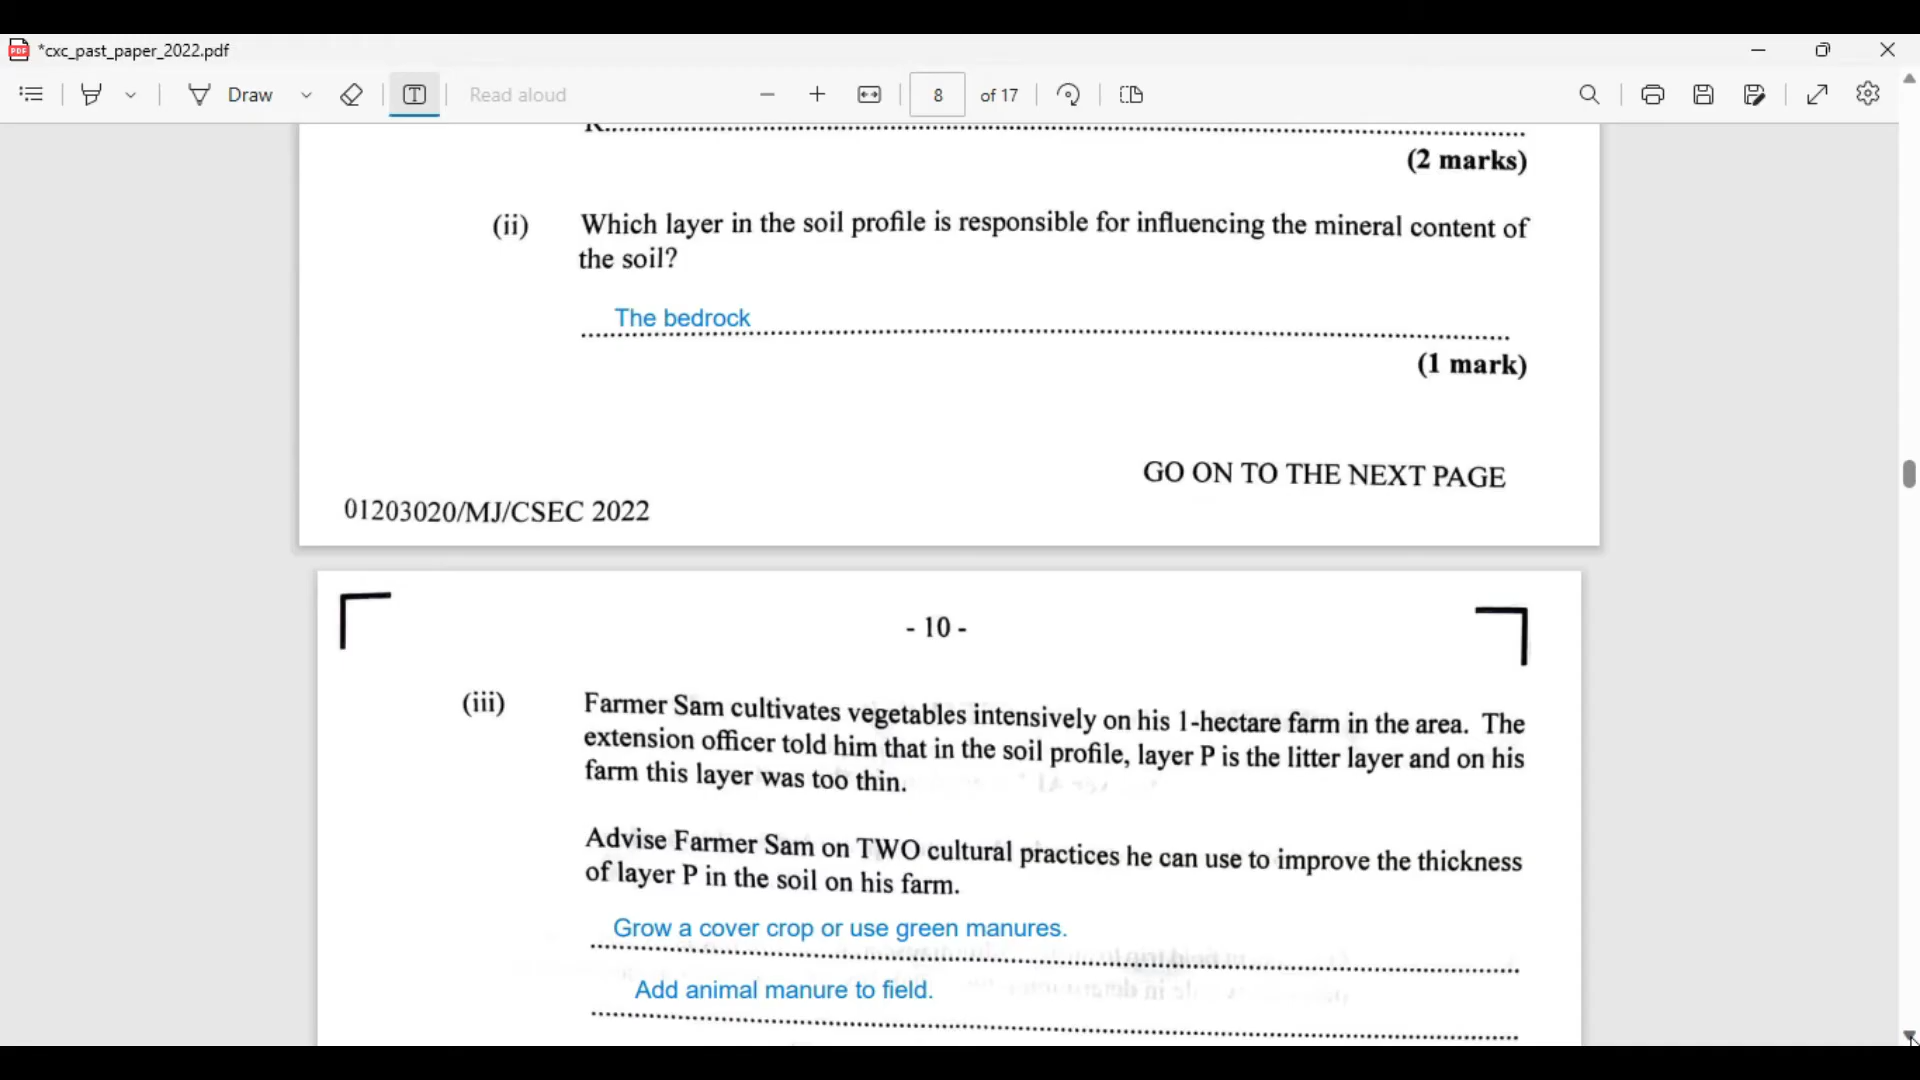 *cxc_past_paper_2022.pdf
Draw
Read aloud
8
of 17
(2 marks)
(ii) Which layer in the soil profile is responsible for influencing the mineral content of
the soil?
The bedrock
(1 mark)
GO ON TO THE NEXT PAGE
01203020/MJ/CSEC 2022
- 10 -
(iii) Farmer Sam cultivates vegetables intensively on his 1-hectare farm in the area. The
extension officer told him that in the soil profile, layer P is the litter layer and on his
farm this layer was too thin.
Advise Farmer Sam on TWO cultural practices he can use to improve the thickness
of layer P in the soil on his farm.
Grow a cover crop or use green manures.
Add animal manure to field.